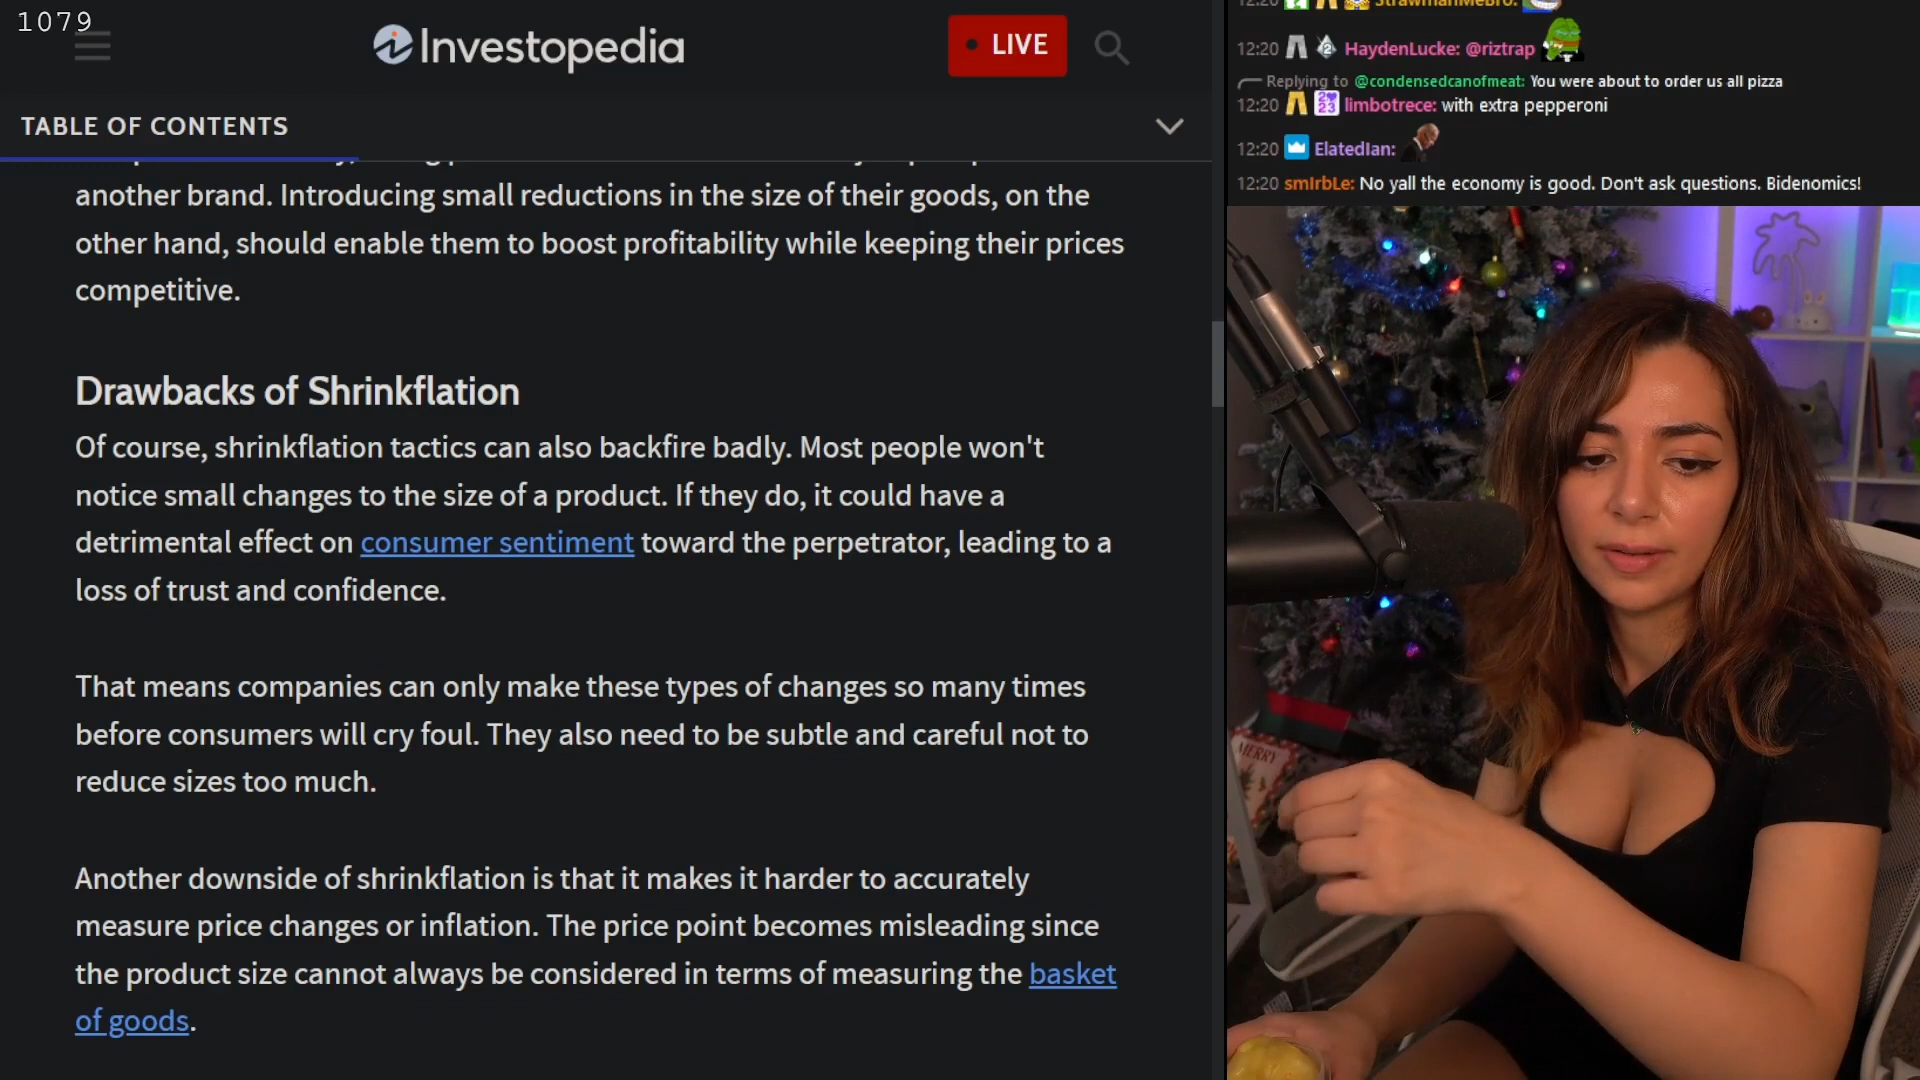 1079
Investopedia
LIVE
TABLE OF CONTENTS
another brand. Introducing small reductions in the size of their goods, on the
other hand, should enable them to boost profitability while keeping their prices
competitive.
Drawbacks of Shrinkflation
Of course, shrinkflation tactics can also backfire badly. Most people won't
notice small changes to the size of a product. If they do, it could have a
detrimental effect on consumer sentiment toward the perpetrator, leading to a
loss of trust and confidence.
That means companies can only make these types of changes so many times
before consumers will cry foul. They also need to be subtle and careful not to
reduce sizes too much.
Another downside of shrinkflation is that it makes it harder to accurately
measure price changes or inflation. The price point becomes misleading since
the product size cannot always be considered in terms of measuring the basket
of goods.
12:20 StrawmanMeBro:
12:20 2 HaydenLucke: @riztrap
Replying to @condensedcanofmeat: You were about to order us all pizza
12:20 limbotrece: with extra pepperoni
12:20 ElatedIan:
12:20 smIrbLe: No yall the economy is good. Don't ask questions. Bidenomics!
MERRY